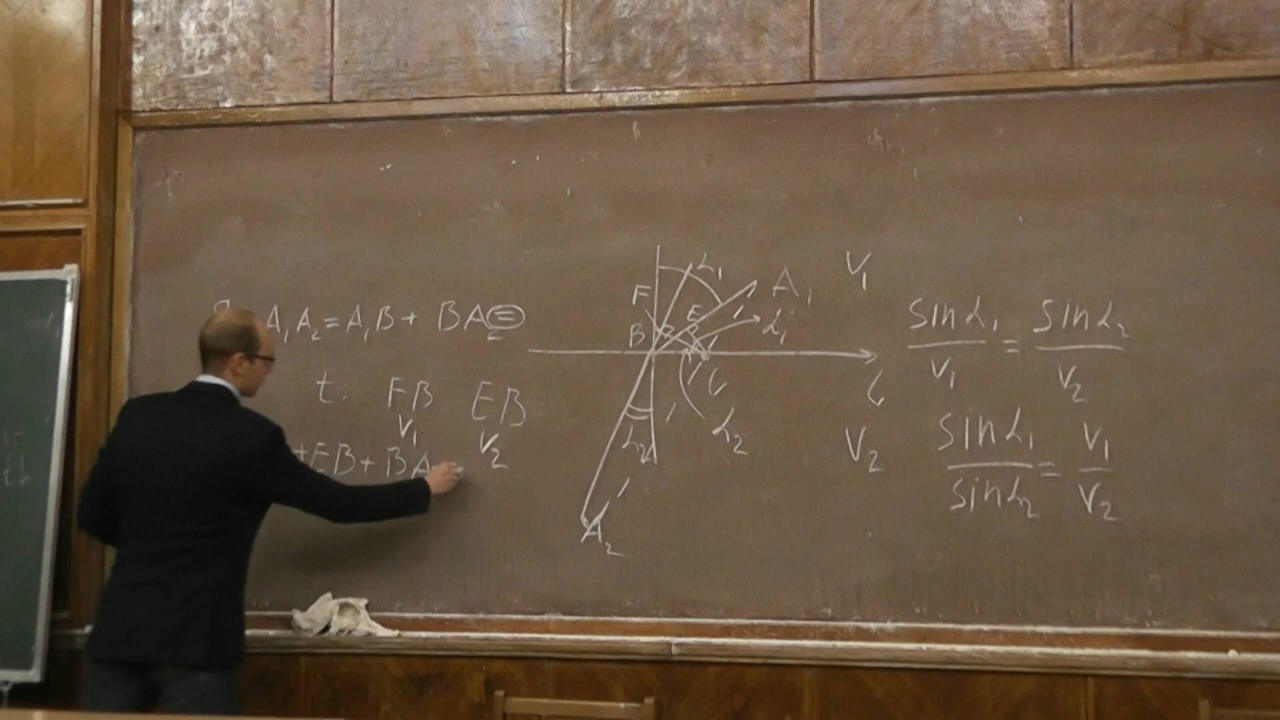 A₁A₂ = A₁B + BA₂ =
t: FB/V₁ EB/V₂
+EB + BA
F
B
E
α₁
A₁
α₁
α₂
α₂
A₂
V₁
V₂
sin α₁ / V₁ = sin α₂ / V₂
sin α₁ / sin α₂ = V₁ / V₂